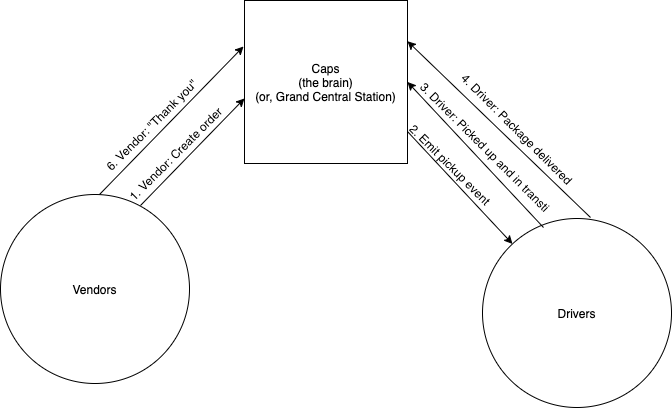 Caps
(the brain)
(or, Grand Central Station)
6. Vendor: "Thank you"
1. Vendor: Create order
4. Driver: Package delivered
3. Driver: Picked up and in transti
2. Emit pickup event
Vendors
Drivers